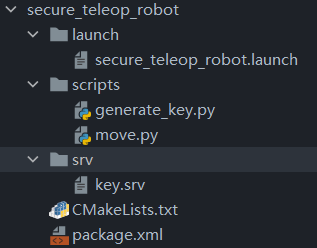 secure_teleop_robot
launch
secure_teleop_robot.launch
scripts
generate_key.py
move.py
srv
key.srv
CMakeLists.txt
package.xml